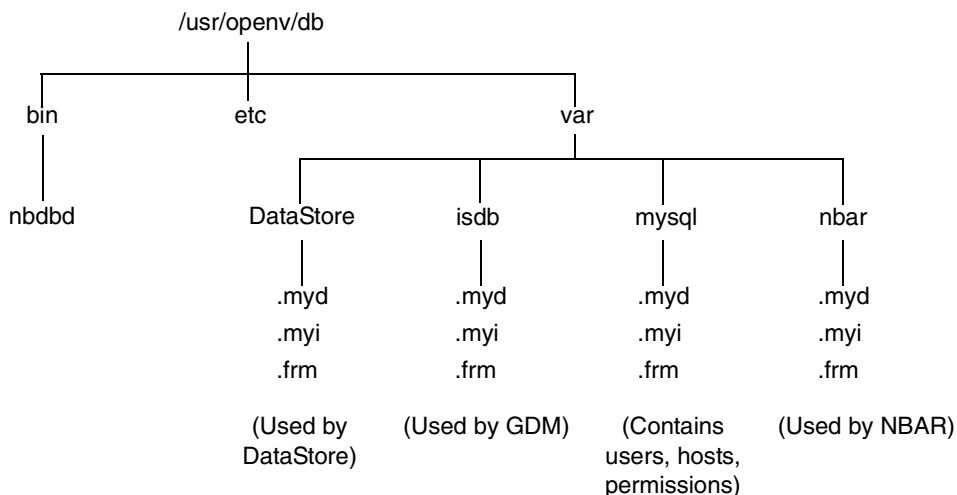 /usr/openv/db
bin etc var
nbdbd DataStore isdb mysql nbar
.myd .myd .myd .myd
.myi .myi .myi .myi
.frm .frm .frm .frm
(Used by (Used by GDM) (Contains (Used by NBAR)
DataStore) users, hosts,
permissions)